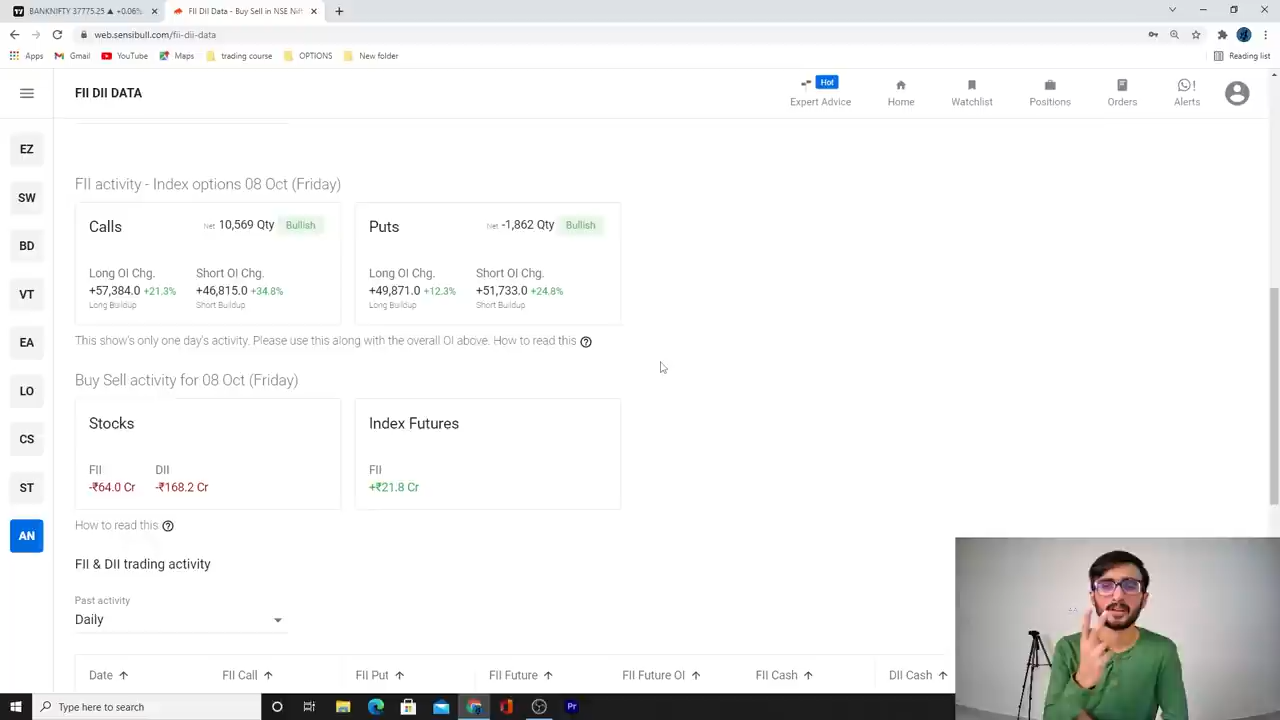 BANKNIFTY 37775.25 ▲ +0.06%
FII DII Data - Buy Sell in NSE Nift
web.sensibull.com/fii-dii-data
Apps Gmail YouTube Maps trading course OPTIONS New folder Reading list
FII DII DATA
Hot
Expert Advice Home Watchlist Positions Orders Alerts
EZ
SW
BD
VT
EA
LO
CS
ST
AN
FII activity - Index options 08 Oct (Friday)
Calls Net 10,569 Qty Bullish
Long OI Chg. Short OI Chg.
+57,384.0 +21.3% +46,815.0 +34.8%
Long Buildup Short Buildup
Puts Net -1,862 Qty Bullish
Long OI Chg. Short OI Chg.
+49,871.0 +12.3% +51,733.0 +24.8%
Long Buildup Short Buildup
This show's only one day's activity. Please use this along with the overall OI above. How to read this
Buy Sell activity for 08 Oct (Friday)
Stocks
FII DII
-₹64.0 Cr -₹168.2 Cr
Index Futures
FII
+₹21.8 Cr
How to read this
FII & DII trading activity
Past activity
Daily
Date ↑ FII Call ↑ FII Put ↑ FII Future ↑ FII Future OI ↑ FII Cash ↑ DII Cash ↑
Type here to search
Pr